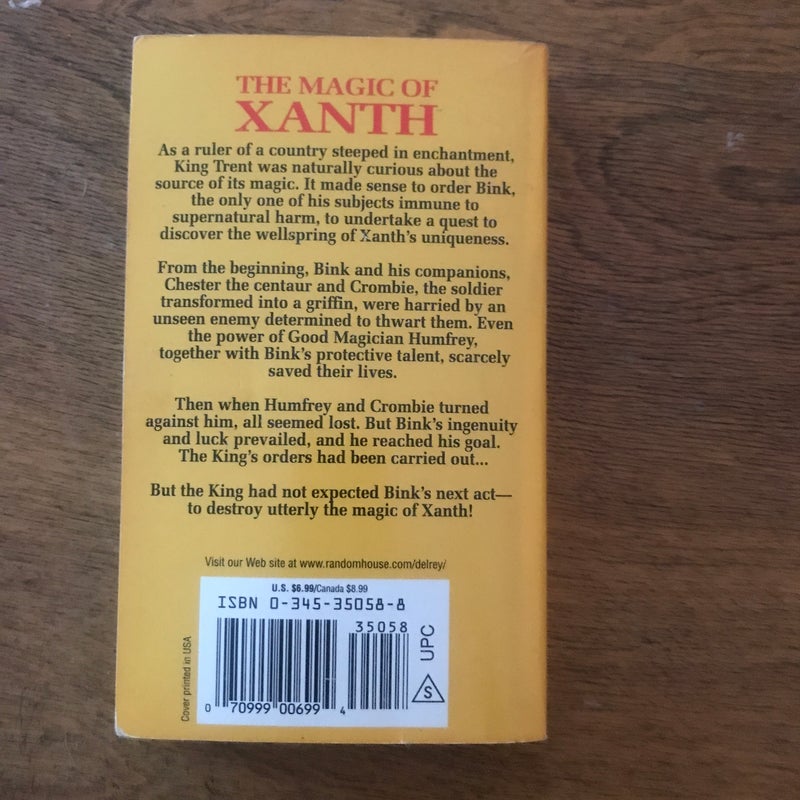 THE MAGIC OF
XANTH
As a ruler of a country steeped in enchantment,
King Trent was naturally curious about the
source of its magic. It made sense to order Bink,
the only one of his subjects immune to
supernatural harm, to undertake a quest to
discover the wellspring of Xanth's uniqueness.
From the beginning, Bink and his companions,
Chester the centaur and Crombie, the soldier
transformed into a griffin, were harried by an
unseen enemy determined to thwart them. Even
the power of Good Magician Humfrey,
together with Bink's protective talent, scarcely
saved their lives.
Then when Humfrey and Crombie turned
against him, all seemed lost. But Bink's ingenuity
and luck prevailed, and he reached his goal.
The King's orders had been carried out...
But the King had not expected Bink's next act—
to destroy utterly the magic of Xanth!
Visit our Web site at www.randomhouse.com/delrey/
U.S. $6.99/Canada $8.99
ISBN 0-345-35058-8
35058
UPC
S
0 70999 00699 4
Cover printed in USA